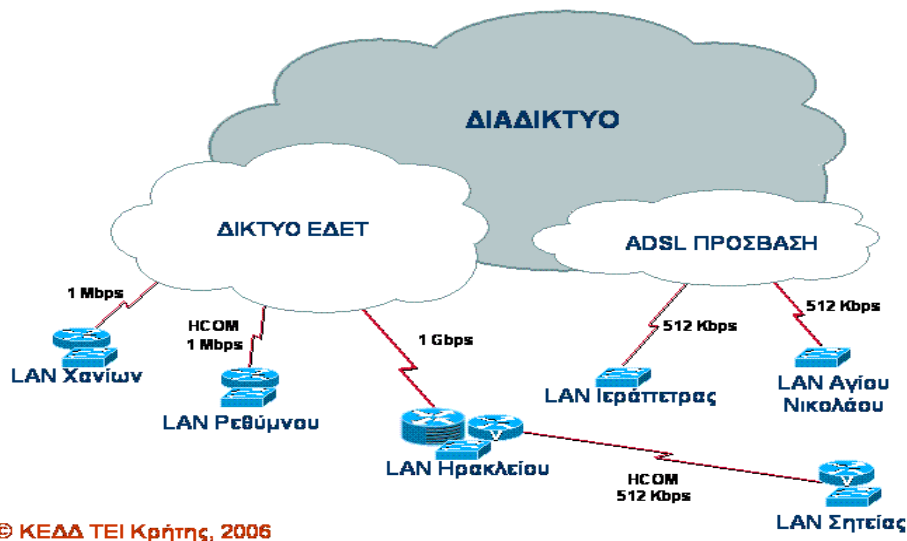 ΔΙΑΔΙΚΤΥΟ
ΔΙΚΤΥΟ ΕΔΕΤ
ADSL ΠΡΟΣΒΑΣΗ
1 Mbps
HCOM
1 Mbps
1 Gbps
512 Kbps
512 Kbps
LAN Χανίων
LAN Ρεθύμνου
LAN Ηρακλείου
LAN Ιεράπετρας
LAN Αγίου
Νικολάου
HCOM
512 Kbps
LAN Σητείας
© ΚΕΔΔ ΤΕΙ Κρήτης, 2006